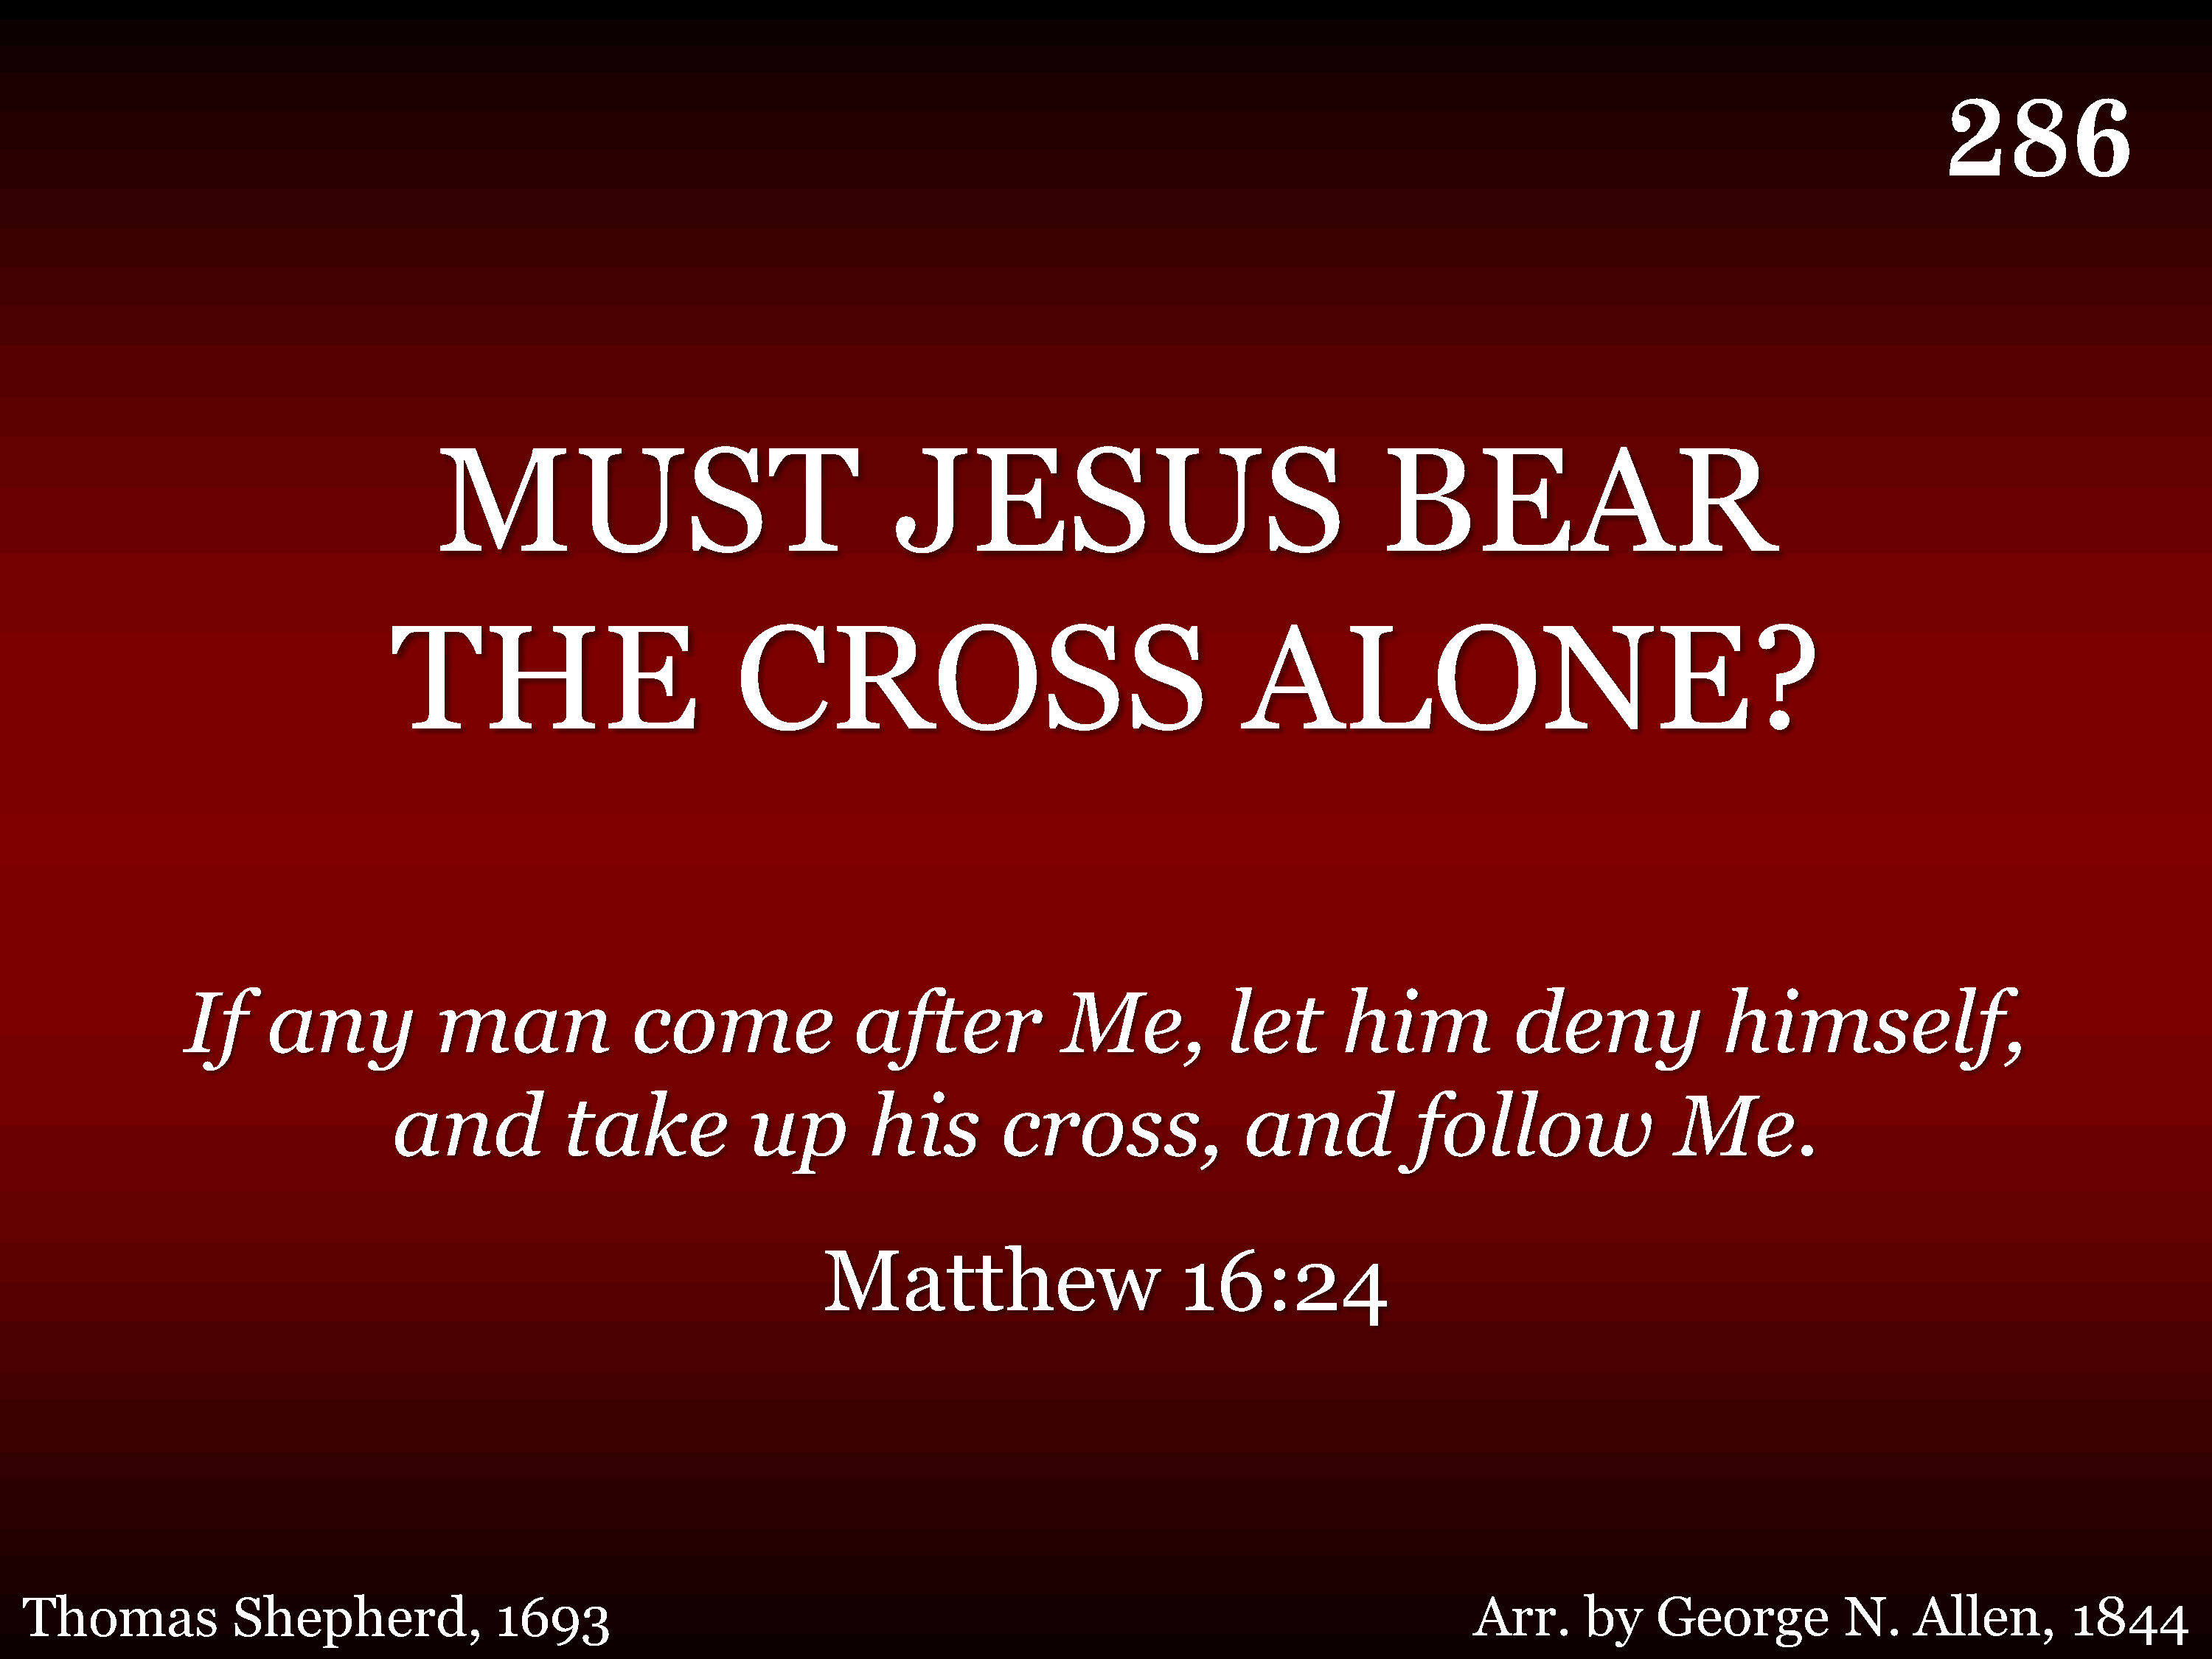 286
MUST JESUS BEAR
THE CROSS ALONE?
If any man come after Me, let him deny himself,
and take up his cross, and follow Me.
Matthew 16:24
Thomas Shepherd, 1693
Arr. by George N. Allen, 1844